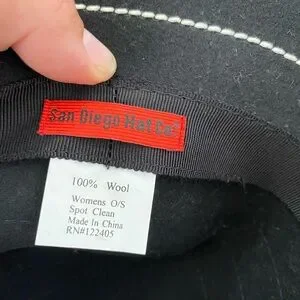 San Diego Hat Co
100% Wool
Womens O/S
Spot Clean
Made In China
RN#122405